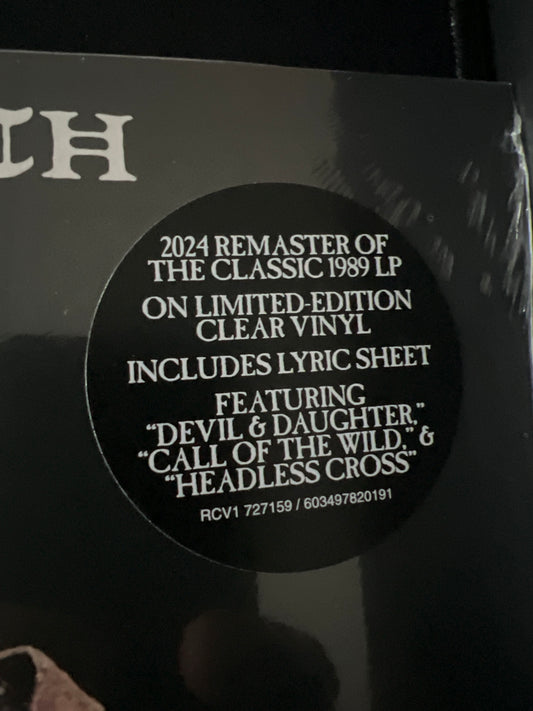 TH
2024 REMASTER OF
THE CLASSIC 1989 LP
ON LIMITED-EDITION
CLEAR VINYL
INCLUDES LYRIC SHEET
FEATURING
“DEVIL & DAUGHTER,”
“CALL OF THE WILD,” &
“HEADLESS CROSS”
RCV1 727159 / 603497820191